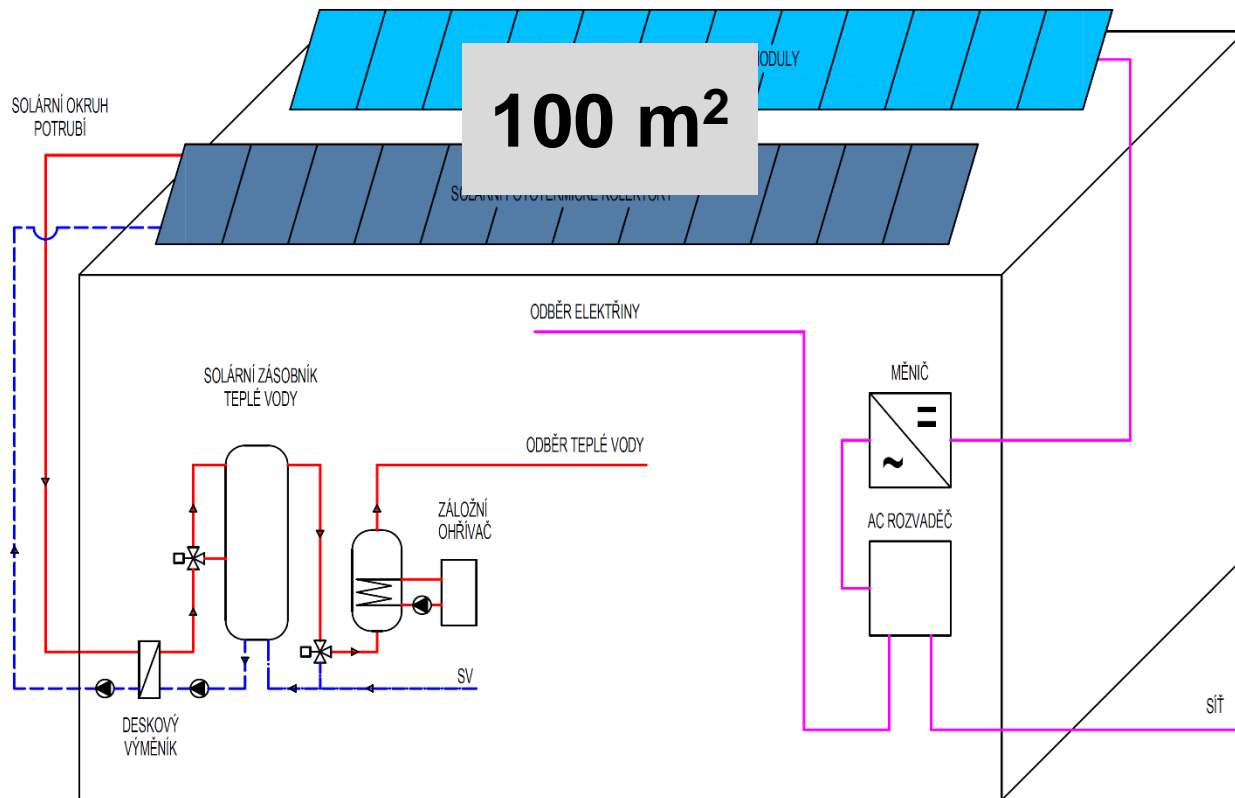 SOLÁRNÍ OKRUH
POTRUBÍ
100 m²
ODBĚR ELEKTŘINY
MĚNIČ
SOLÁRNÍ ZÁSOBNÍK
TEPLÉ VODY
ODBĚR TEPLÉ VODY
ZÁLOŽNÍ
OHŘÍVAČ
AC ROZVADĚČ
SV
SÍŤ
DESKOVÝ
VÝMĚNÍK